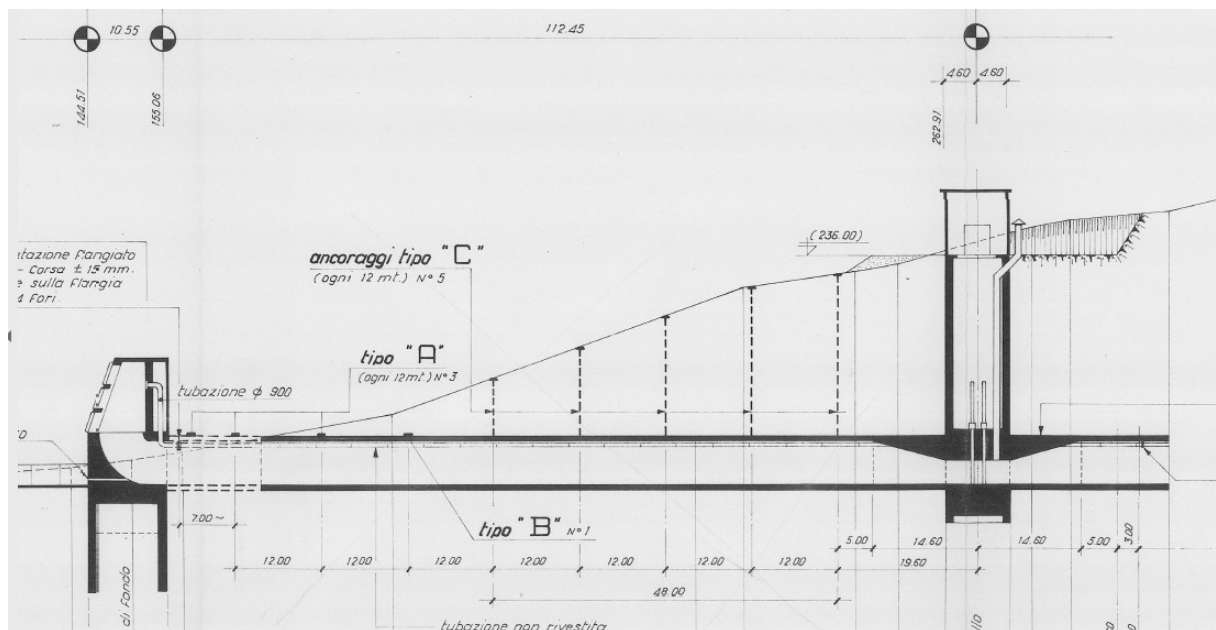 10.55
112.45
144.51
155.06
262.91
4.60 4.60
(236.00)
- Corsa ± 15 mm.
e sulla flangia
4 fori
ancoraggi tipo "C"
(ogni 12 mt.) N° 5
tipo "A"
(ogni 12mt.) N° 3
tubazione ϕ 900
tipo "B" N° 1
7.00 ~
12.00 12.00 12.00 12.00 12.00 12.00 12.00
5.00 14.60 14.60 5.00 3.00
19.60
48.00
di fondo
tubazione non rivestita